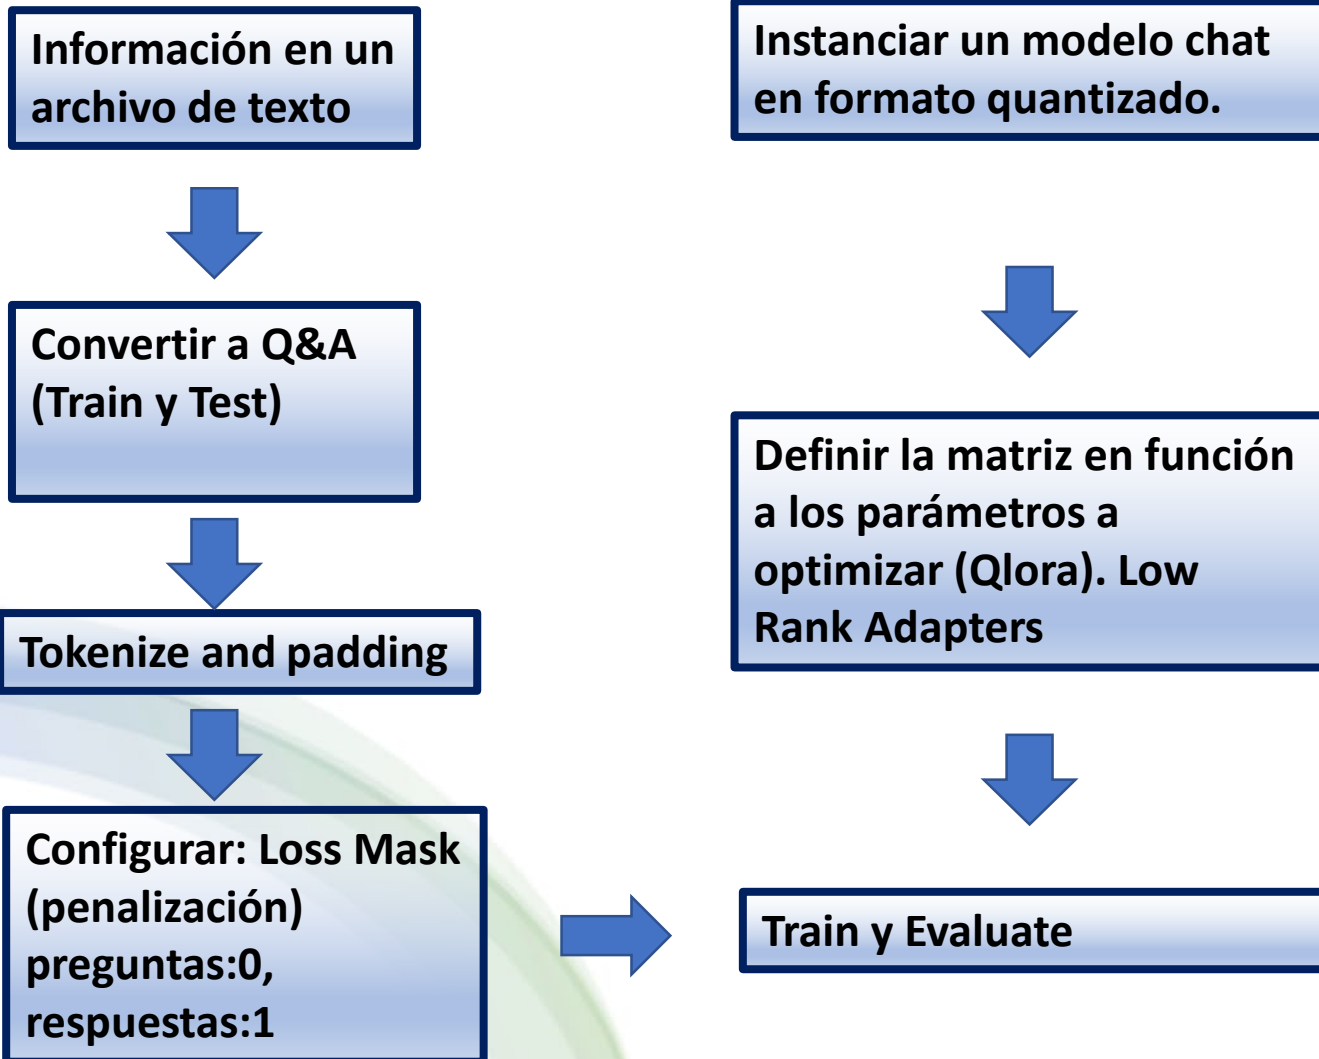 Información en un
archivo de texto
Convertir a Q&A
(Train y Test)
Tokenize and padding
Configurar: Loss Mask
(penalización)
preguntas:0,
respuestas:1
Instanciar un modelo chat
en formato quantizado.
Definir la matriz en función
a los parámetros a
optimizar (Qlora). Low
Rank Adapters
Train y Evaluate